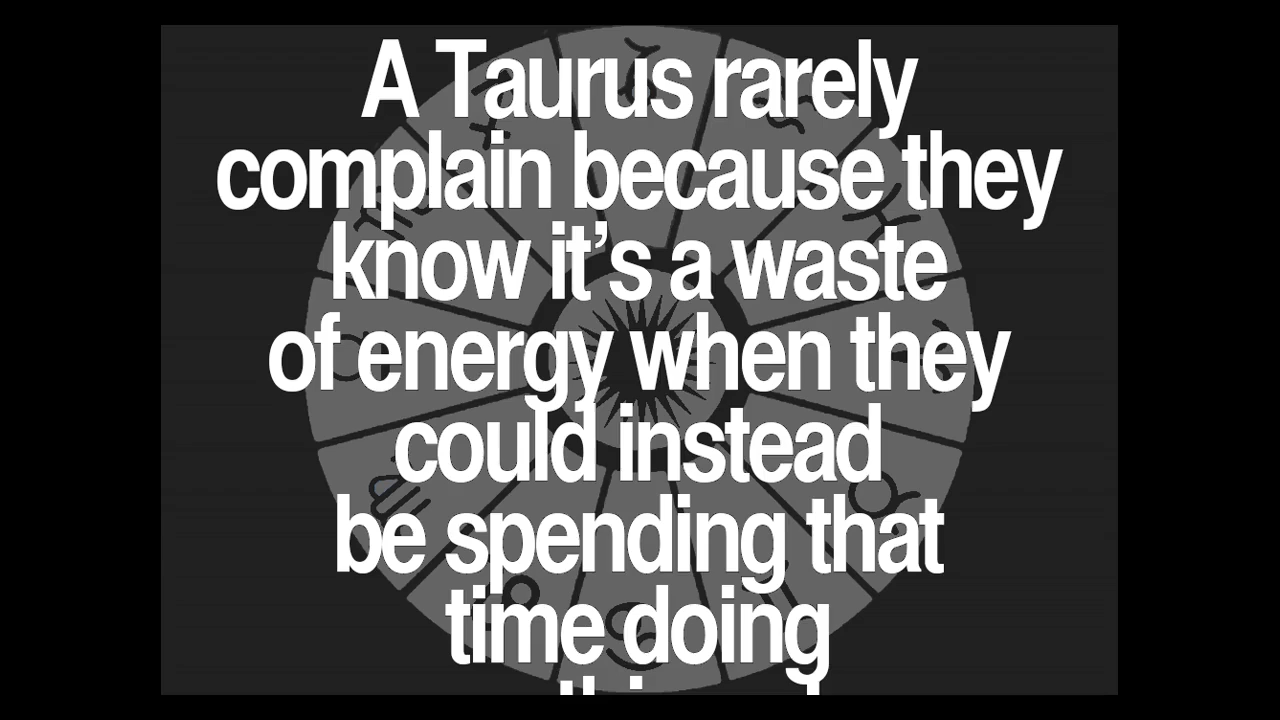 A Taurus rarely
complain because they
know it’s a waste
of energy when they
could instead
be spending that
time doing